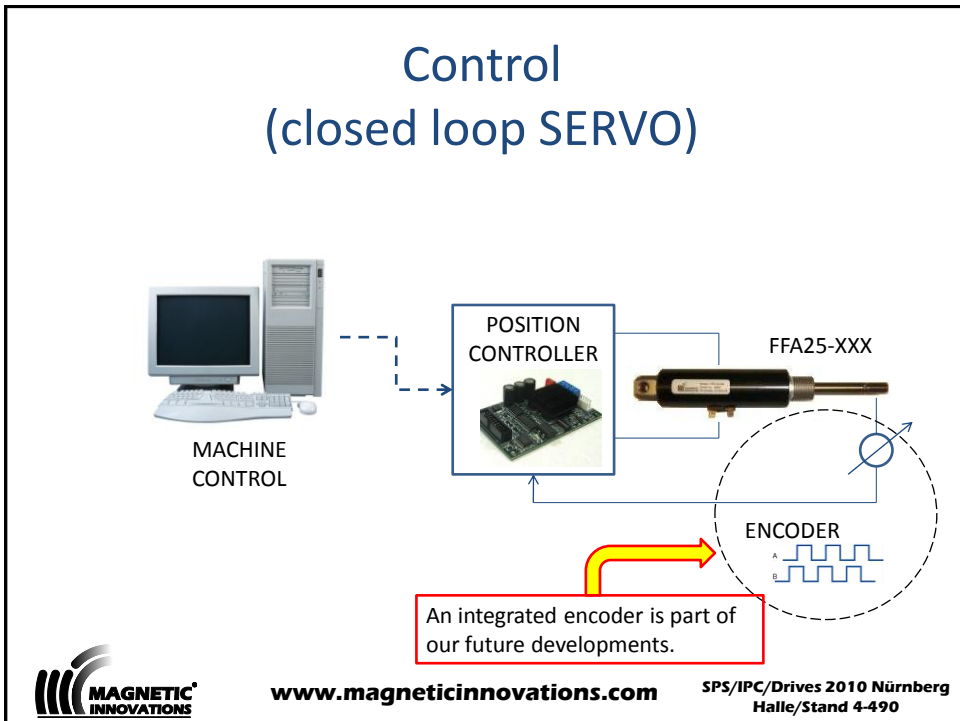 Control
(closed loop SERVO)
POSITION
CONTROLLER
FFA25-XXX
MACHINE
CONTROL
ENCODER
A
B
An integrated encoder is part of
our future developments.
MAGNETIC
INNOVATIONS
www.magneticinnovations.com
SPS/IPC/Drives 2010 Nürnberg
Halle/Stand 4-490